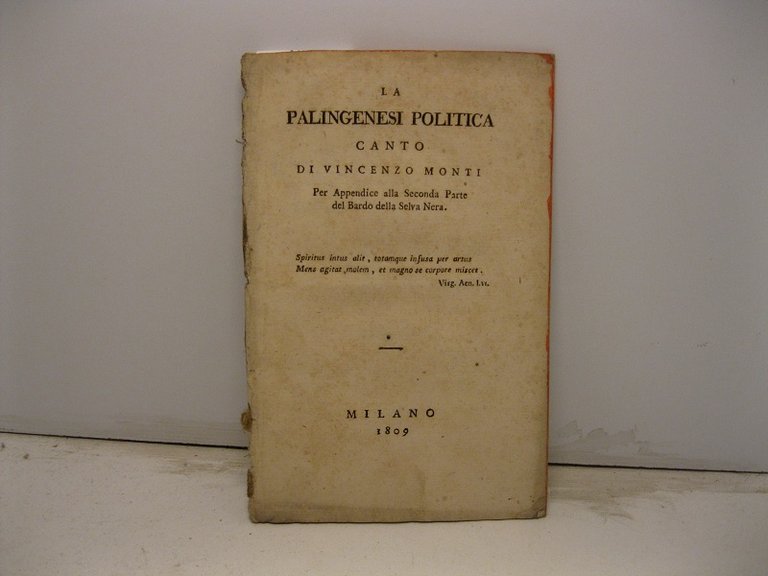 LA
PALINGENESI POLITICA
CANTO
DI VINCENZO MONTI
Per Appendice alla Seconda Parte
del Bardo della Selva Nera.
Spiritus intus alit, totamque infusa per artus
Mens agitat molem, et magno se corpore miscet.
Virg. Aen. l.vi.
MILANO
1809